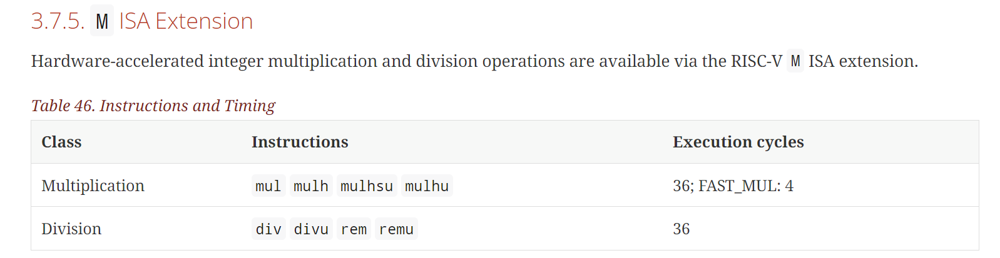 3.7.5. M ISA Extension
Hardware-accelerated integer multiplication and division operations are available via the RISC-V M ISA extension.
Table 46. Instructions and Timing
Class Instructions Execution cycles
Multiplication mul mulh mulhsu mulhu 36; FAST_MUL: 4
Division div divu rem remu 36